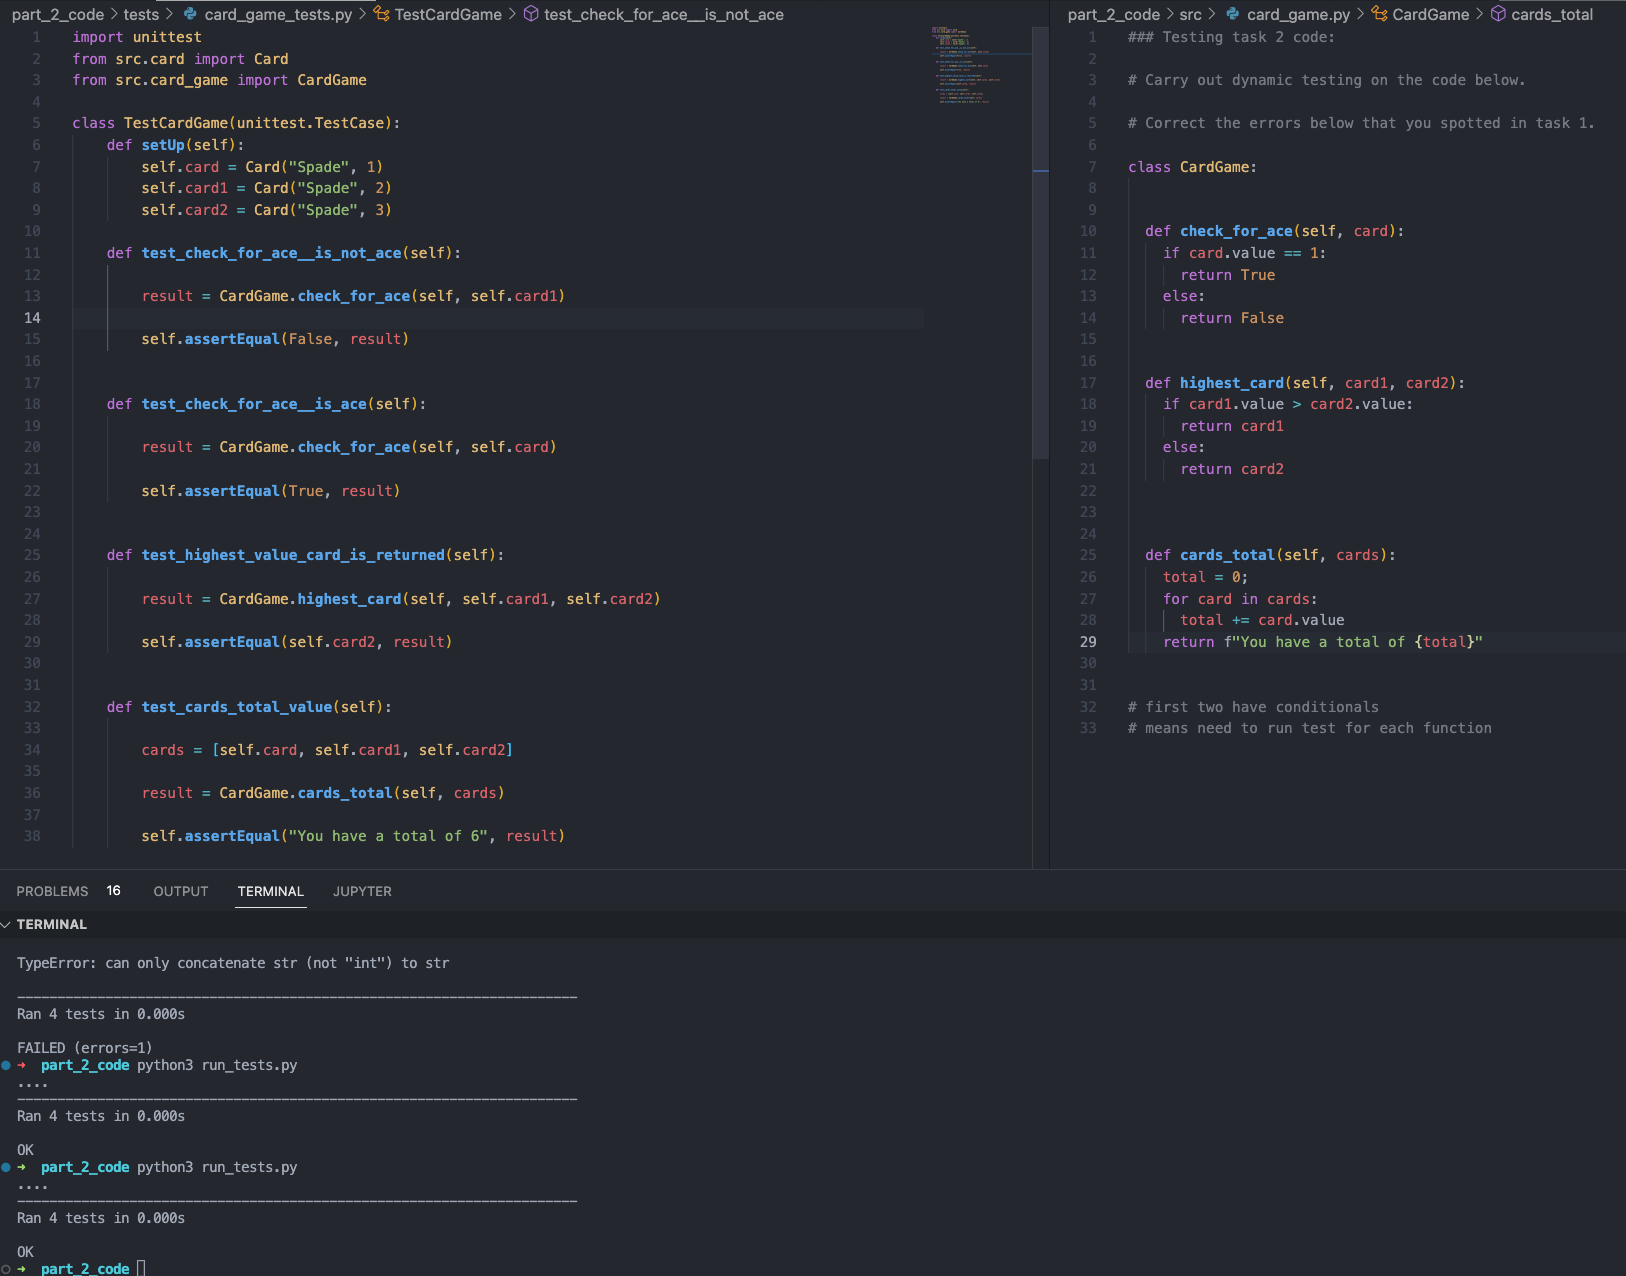 part_2_code > tests > card_game_tests.py > TestCardGame > test_check_for_ace__is_not_ace
1 import unittest
2 from src.card import Card
3 from src.card_game import CardGame
4
5 class TestCardGame(unittest.TestCase):
6 def setUp(self):
7 self.card = Card("Spade", 1)
8 self.card1 = Card("Spade", 2)
9 self.card2 = Card("Spade", 3)
10
11 def test_check_for_ace__is_not_ace(self):
12
13 result = CardGame.check_for_ace(self, self.card1)
14
15 self.assertEqual(False, result)
16
17
18 def test_check_for_ace__is_ace(self):
19
20 result = CardGame.check_for_ace(self, self.card)
21
22 self.assertEqual(True, result)
23
24
25 def test_highest_value_card_is_returned(self):
26
27 result = CardGame.highest_card(self, self.card1, self.card2)
28
29 self.assertEqual(self.card2, result)
30
31
32 def test_cards_total_value(self):
33
34 cards = [self.card, self.card1, self.card2]
35
36 result = CardGame.cards_total(self, cards)
37
38 self.assertEqual("You have a total of 6", result)
part_2_code > src > card_game.py > CardGame > cards_total
1 ### Testing task 2 code:
2
3 # Carry out dynamic testing on the code below.
4
5 # Correct the errors below that you spotted in task 1.
6
7 class CardGame:
8
9
10 def check_for_ace(self, card):
11 if card.value == 1:
12 return True
13 else:
14 return False
15
16
17 def highest_card(self, card1, card2):
18 if card1.value > card2.value:
19 return card1
20 else:
21 return card2
22
23
24
25 def cards_total(self, cards):
26 total = 0;
27 for card in cards:
28 total += card.value
29 return f"You have a total of {total}"
30
31
32 # first two have conditionals
33 # means need to run test for each function
PROBLEMS 16 OUTPUT TERMINAL JUPYTER
TERMINAL
TypeError: can only concatenate str (not "int") to str
----------------------------------------------------------------------
Ran 4 tests in 0.000s
FAILED (errors=1)
→ part_2_code python3 run_tests.py
....
----------------------------------------------------------------------
Ran 4 tests in 0.000s
OK
→ part_2_code python3 run_tests.py
....
----------------------------------------------------------------------
Ran 4 tests in 0.000s
OK
→ part_2_code